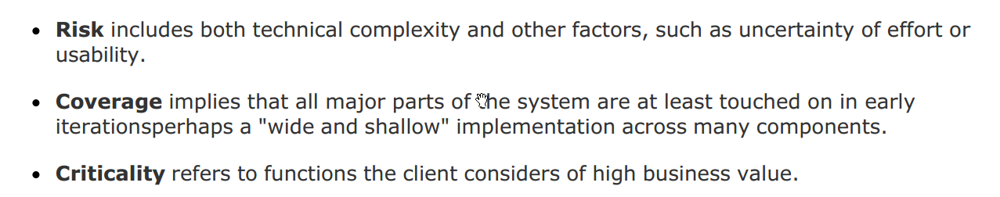 Risk includes both technical complexity and other factors, such as uncertainty of effort or
usability.
Coverage implies that all major parts of the system are at least touched on in early
iterationsperhaps a "wide and shallow" implementation across many components.
Criticality refers to functions the client considers of high business value.